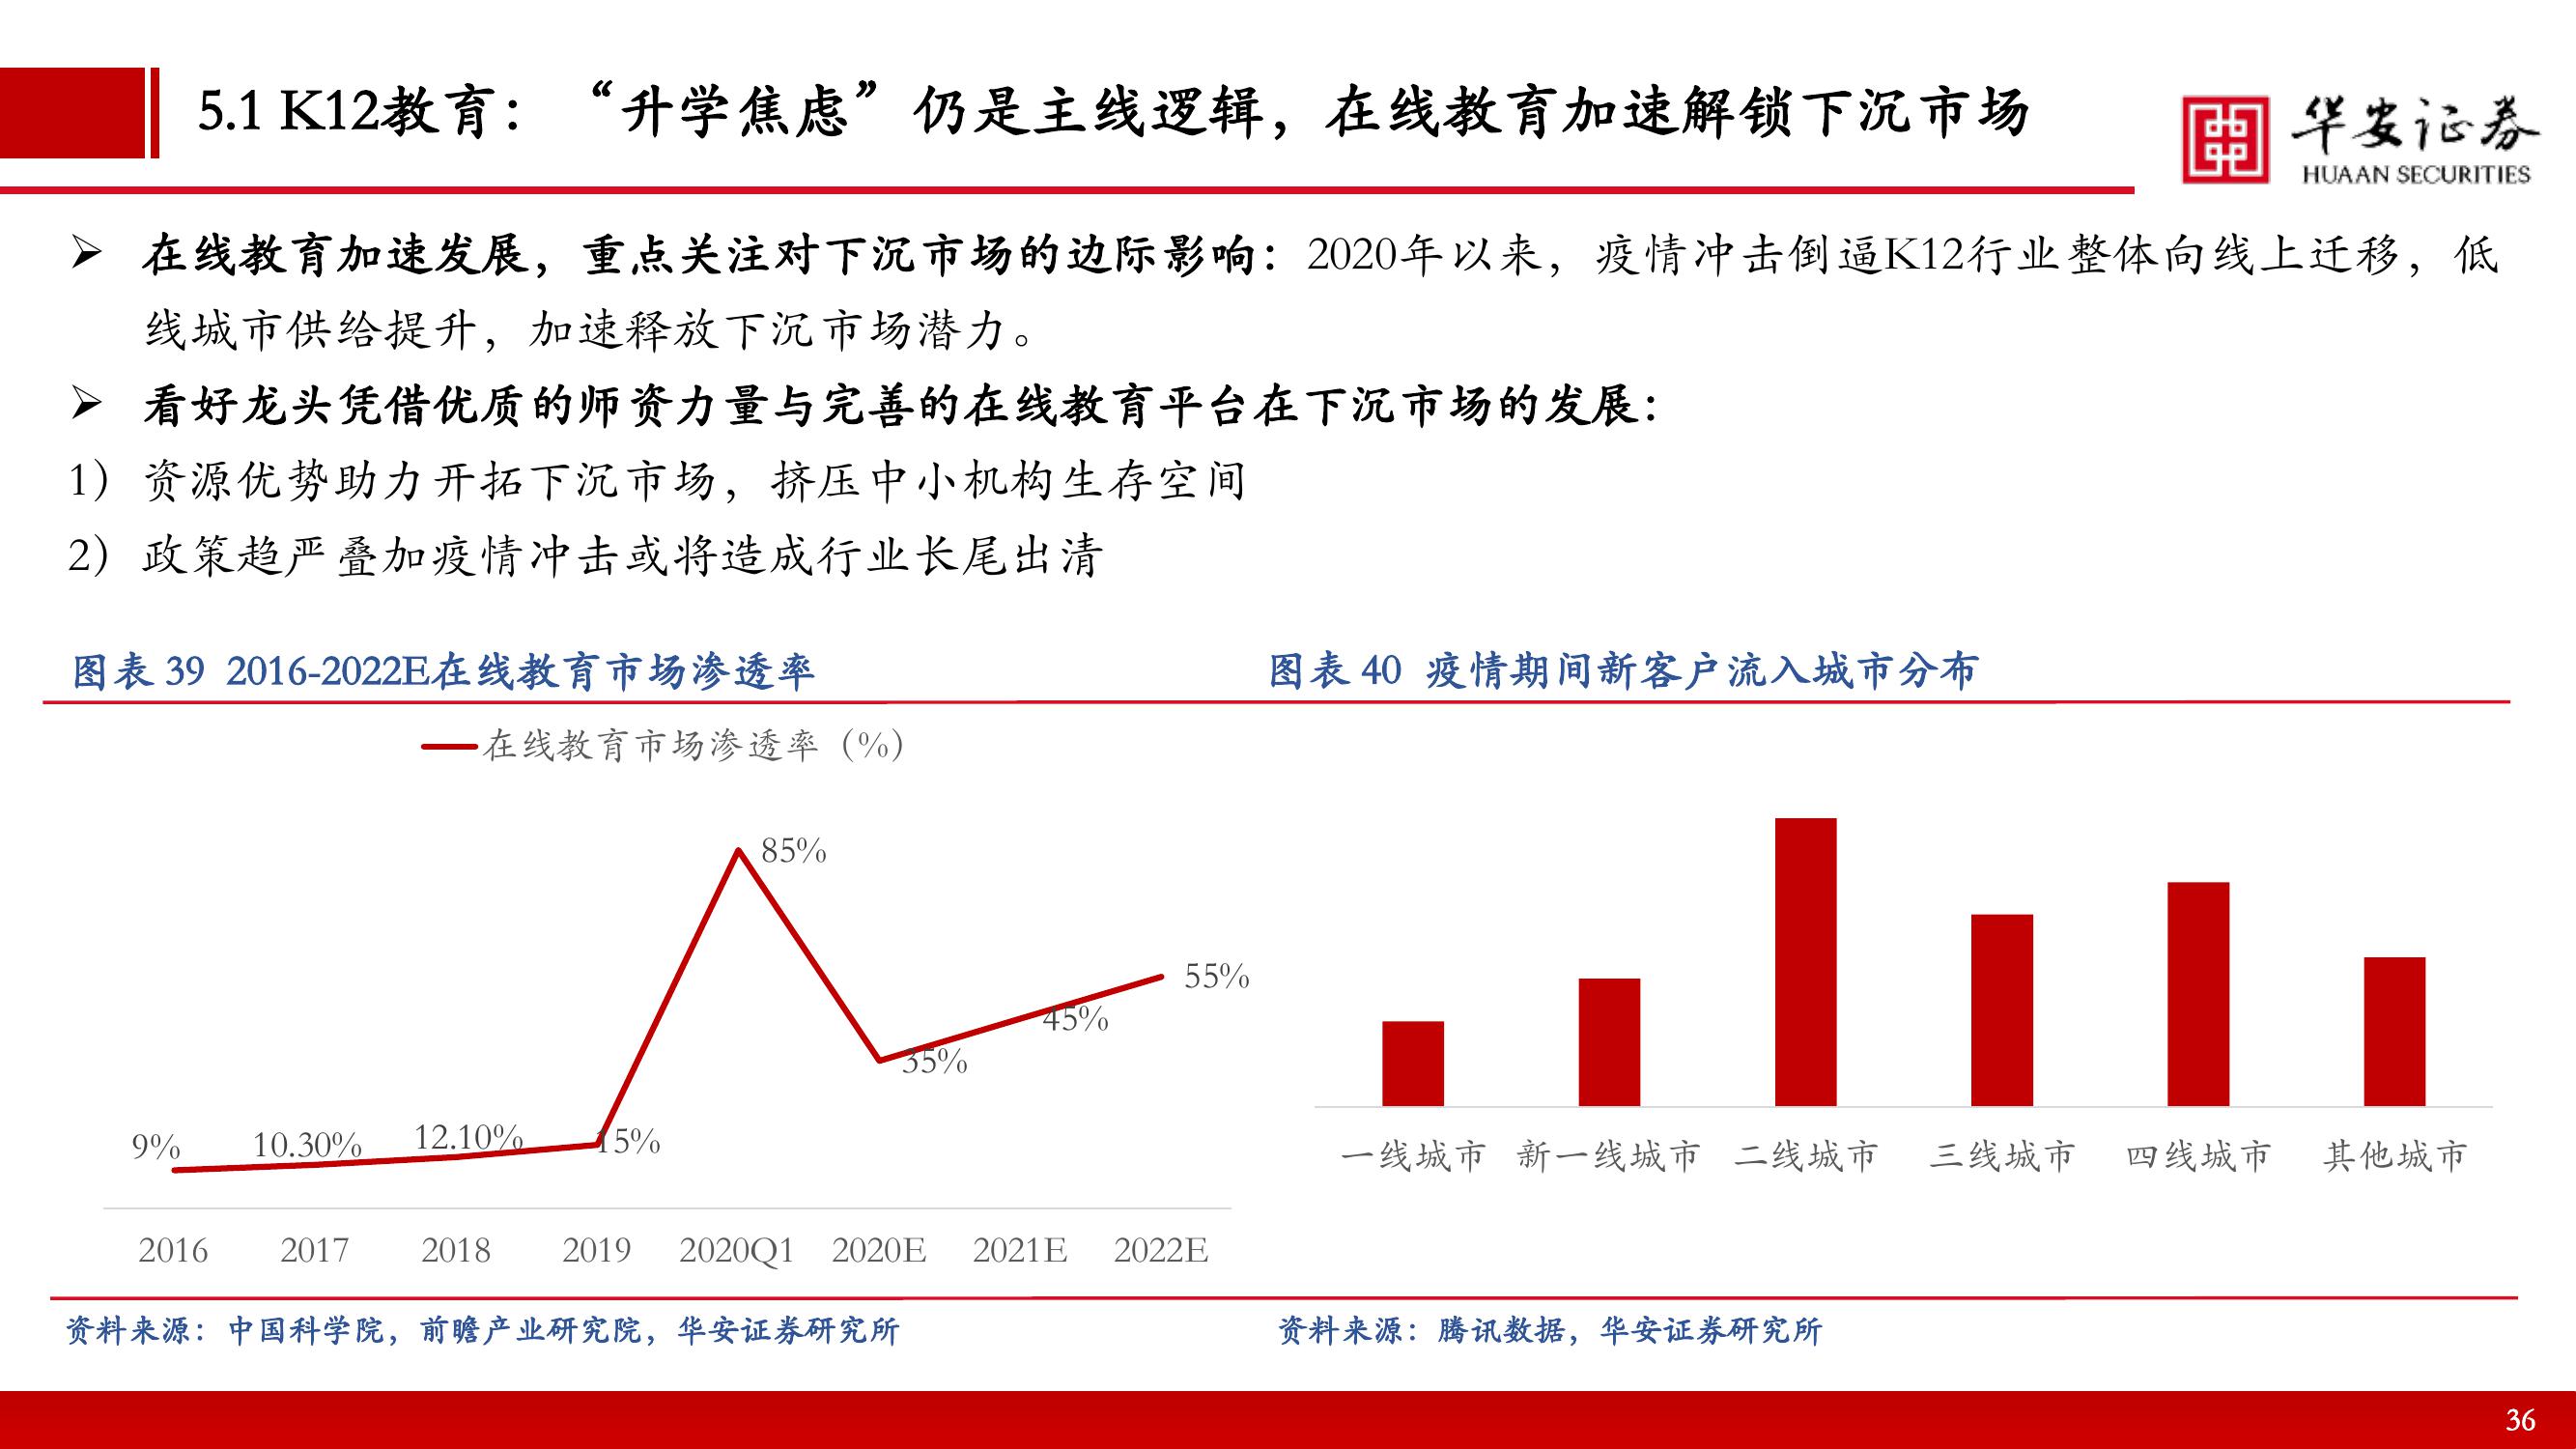 5.1 K12教育：“升学焦虑”仍是主线逻辑，在线教育加速解锁下沉市场
华安证券
HUAAN SECURITIES
➢ 在线教育加速发展，重点关注对下沉市场的边际影响：2020年以来，疫情冲击倒逼K12行业整体向线上迁移，低
线城市供给提升，加速释放下沉市场潜力。
➢ 看好龙头凭借优质的师资力量与完善的在线教育平台在下沉市场的发展：
1）资源优势助力开拓下沉市场，挤压中小机构生存空间
2）政策趋严叠加疫情冲击或将造成行业长尾出清
图表 39 2016-2022E在线教育市场渗透率
在线教育市场渗透率（%）
9%
10.30%
12.10%
15%
85%
35%
45%
55%
2016 2017 2018 2019 2020Q1 2020E 2021E 2022E
资料来源：中国科学院，前瞻产业研究院，华安证券研究所
图表 40 疫情期间新客户流入城市分布
一线城市 新一线城市 二线城市 三线城市 四线城市 其他城市
资料来源：腾讯数据，华安证券研究所
36